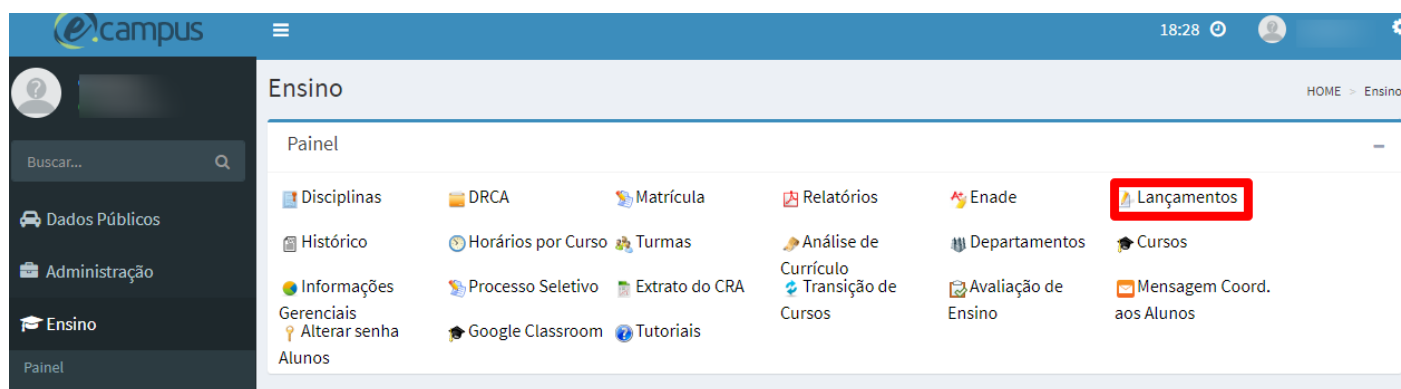 e.campus
18:28
Ensino
HOME > Ensino
Buscar...
Painel
Disciplinas DRCA Matrícula Relatórios Enade Lançamentos
Dados Públicos
Histórico Horários por Curso Turmas Análise de Currículo Departamentos Cursos
Administração
Informações Gerenciais Processo Seletivo Extrato do CRA Transição de Cursos Avaliação de Ensino Mensagem Coord. aos Alunos
Ensino
Alterar senha Alunos Google Classroom Tutoriais
Painel